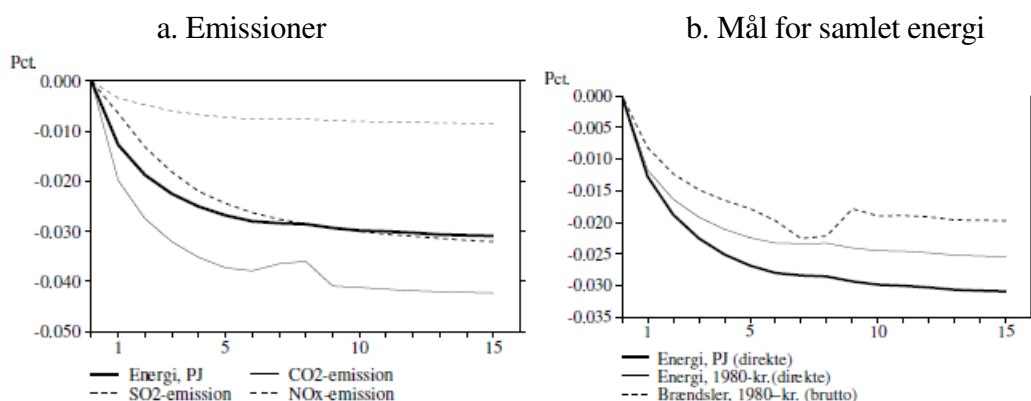 a. Emissioner
Pct.
0.000
-0.010
-0.020
-0.030
-0.040
-0.050
1 5 10 15
Energi, PJ CO2-emission
SO2-emission NOx-emission
b. Mål for samlet energi
Pct.
0.000
-0.005
-0.010
-0.015
-0.020
-0.025
-0.030
-0.035
1 5 10 15
Energi, PJ (direkte)
Energi, 1980-kr.(direkte)
Brændsler, 1980-kr. (brutto)